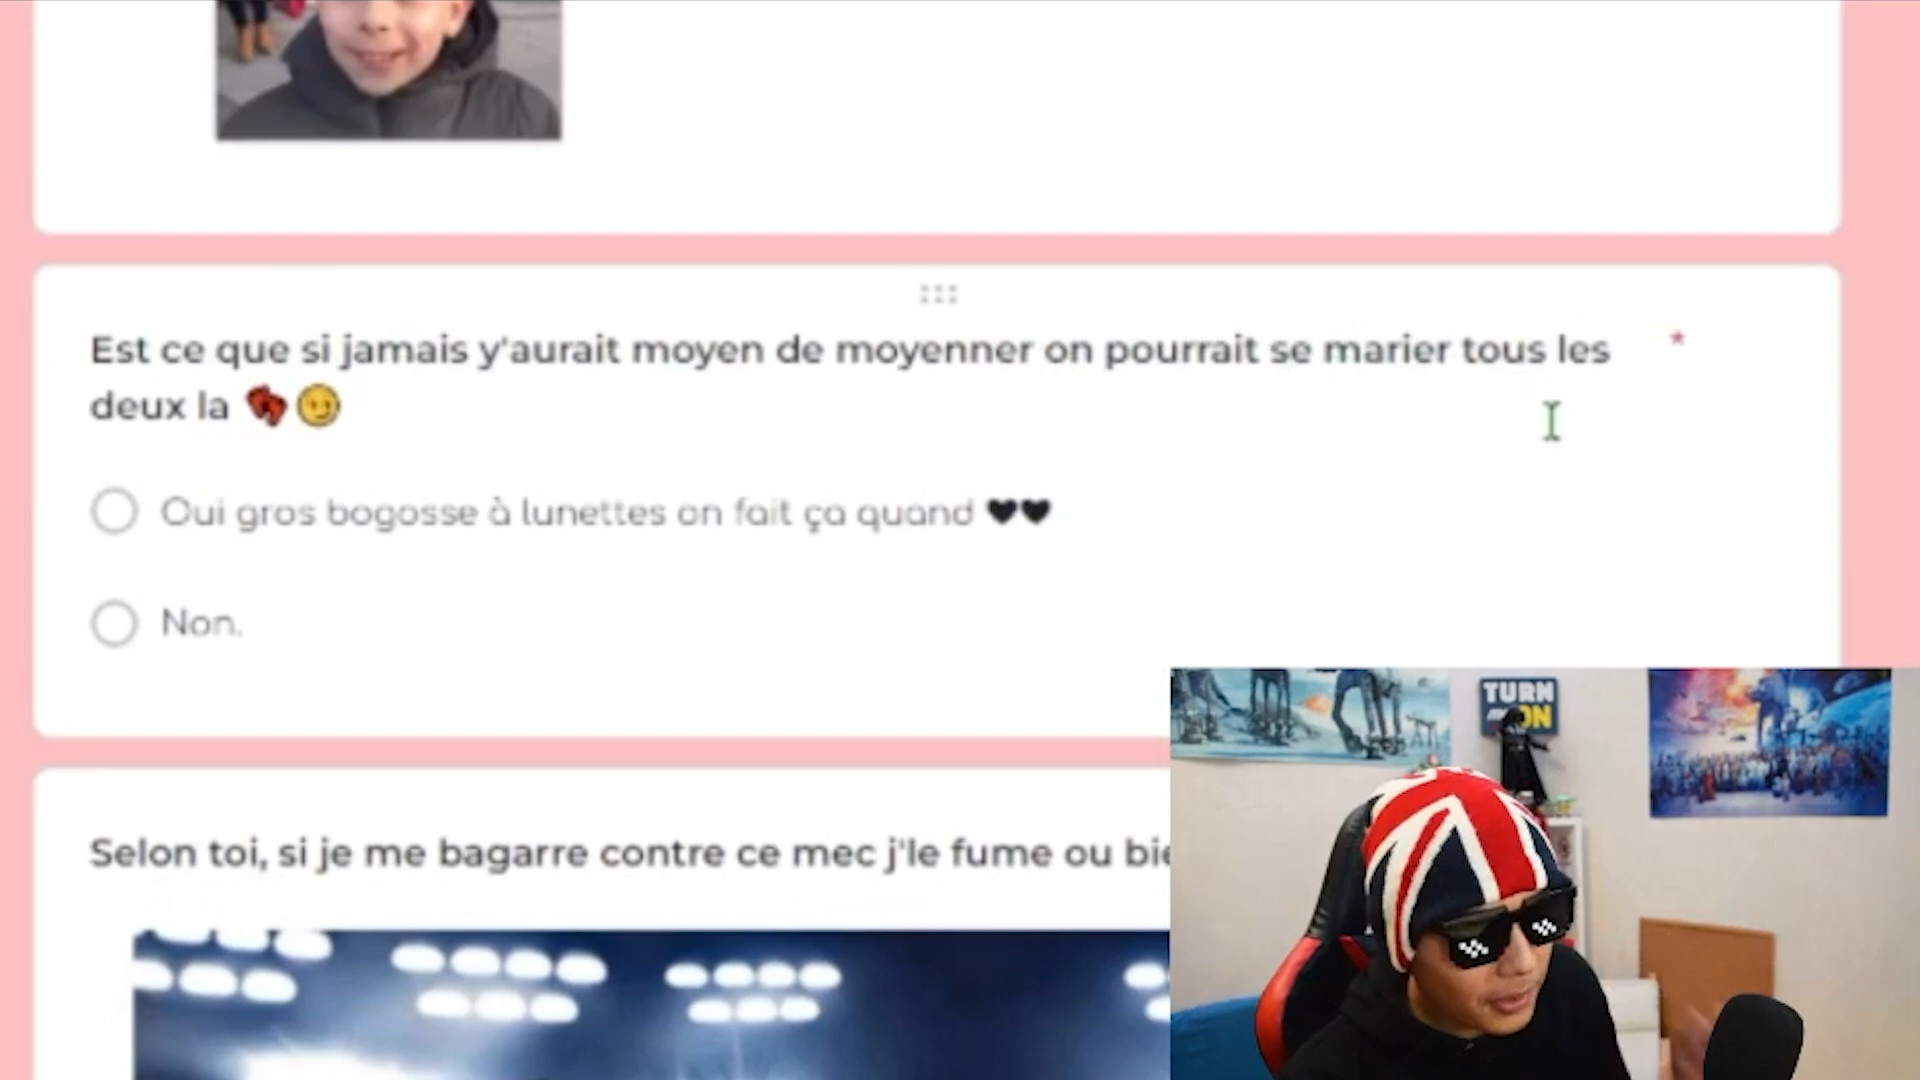 Est ce que si jamais y'aurait moyen de moyenner on pourrait se marier tous les *
deux la 👣😏
Oui gros bogosse à lunettes on fait ça quand 🖤🖤
Non.
Selon toi, si je me bagarre contre ce mec j'le fume ou
TURN
ON